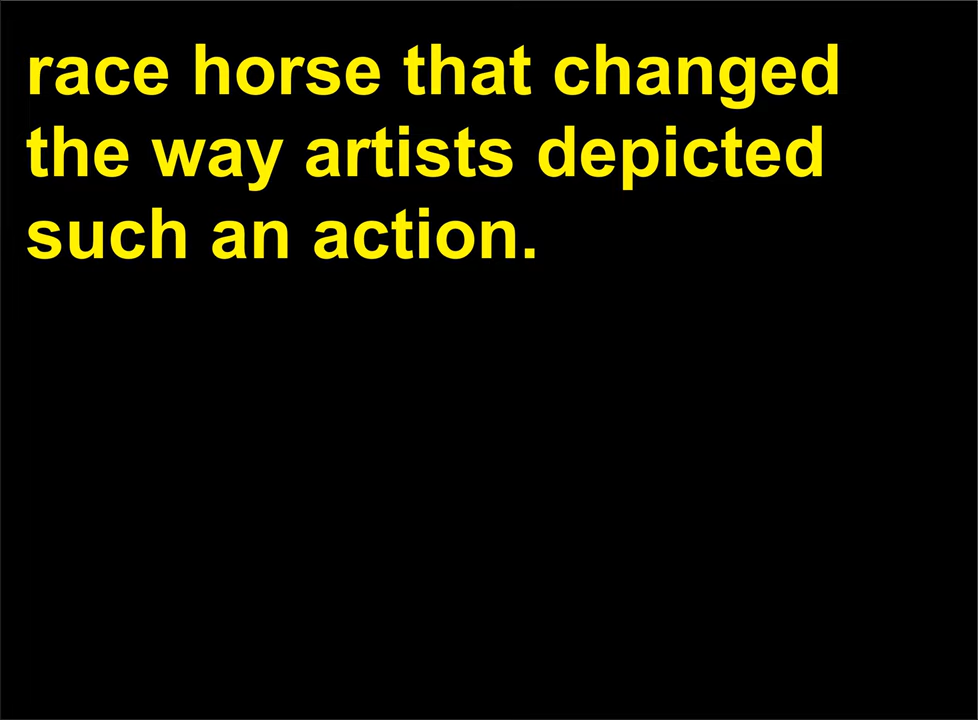 race horse that changed
the way artists depicted
such an action.